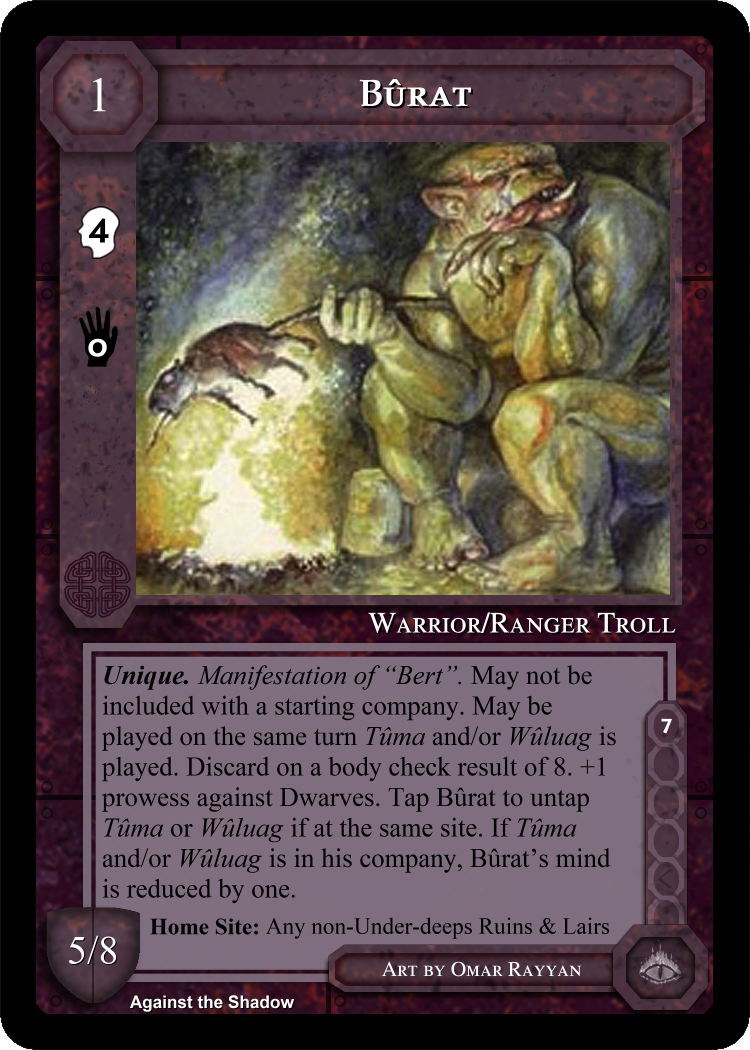 1
BÛRAT
4
0
WARRIOR/RANGER TROLL
Unique. Manifestation of “Bert”. May not be
included with a starting company. May be
played on the same turn Tûma and/or Wûluag is
played. Discard on a body check result of 8. +1
prowess against Dwarves. Tap Bûrat to untap
Tûma or Wûluag if at the same site. If Tûma
and/or Wûluag is in his company, Bûrat’s mind
is reduced by one.
7
Home Site: Any non-Under-deeps Ruins & Lairs
5/8
ART BY OMAR RAYYAN
Against the Shadow